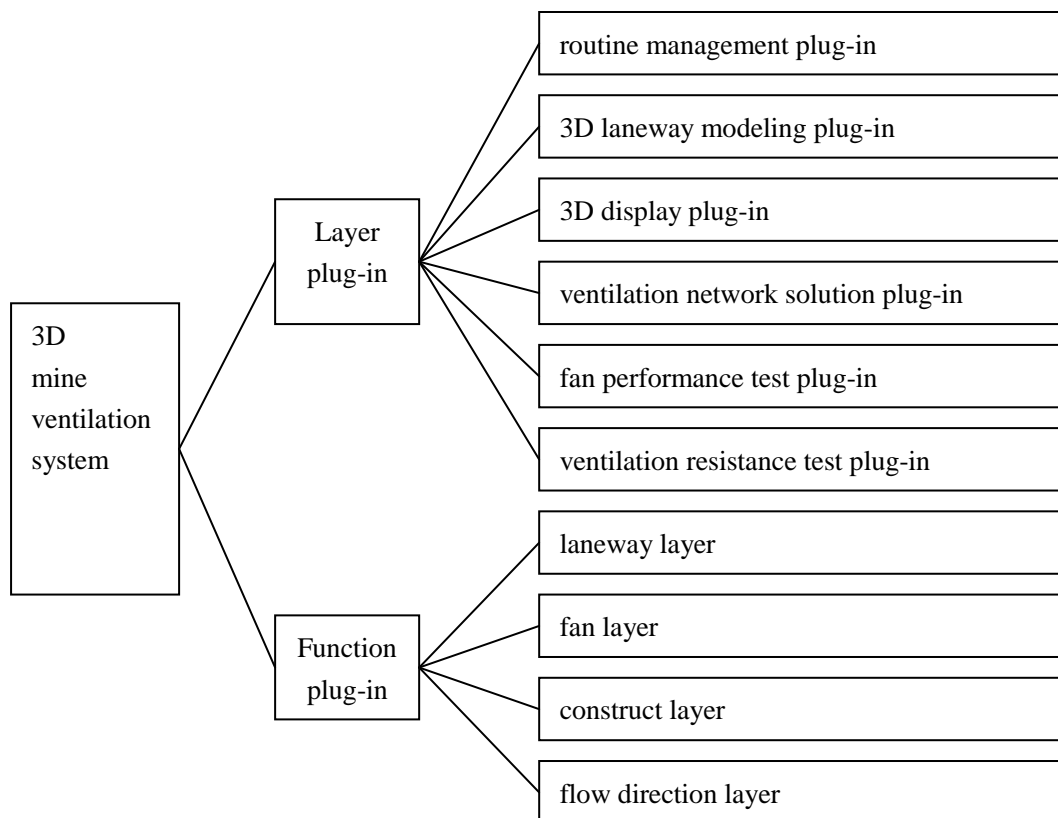 3D
mine
ventilation
system
Layer
plug-in
Function
plug-in
routine management plug-in
3D laneway modeling plug-in
3D display plug-in
ventilation network solution plug-in
fan performance test plug-in
ventilation resistance test plug-in
laneway layer
fan layer
construct layer
flow direction layer